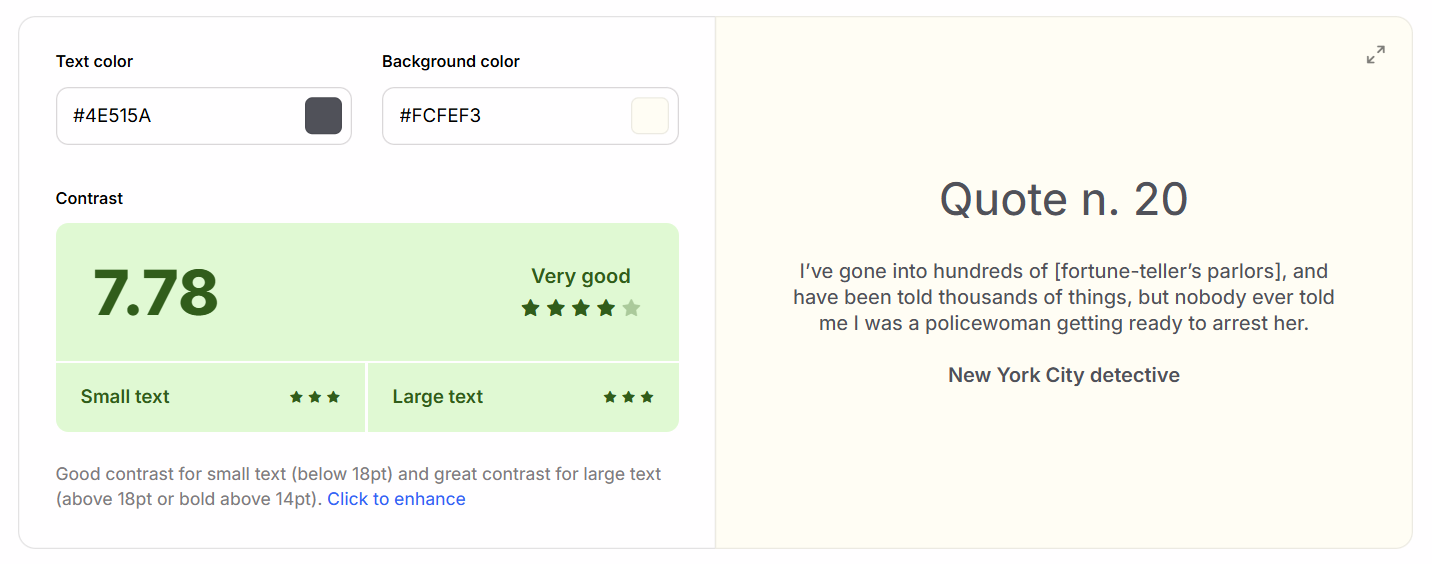 Text color
Background color
#4E515A
#FCFEF3
Contrast
7.78
Very good
Small text
Large text
Good contrast for small text (below 18pt) and great contrast for large text
(above 18pt or bold above 14pt). Click to enhance
Quote n. 20
I’ve gone into hundreds of [fortune-teller’s parlors], and
have been told thousands of things, but nobody ever told
me I was a policewoman getting ready to arrest her.
New York City detective